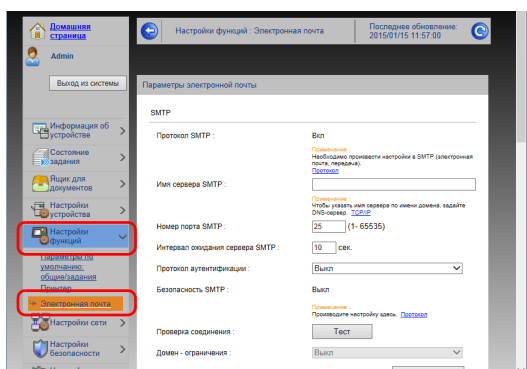 Домашняя
страница
Настройки функций : Электронная почта
Последнее обновление:
2015/01/15 11:57:00
Admin
Выход из системы
Информация об
устройстве
Состояние
задания
Ящик для
документов
Настройки
устройства
Настройки
функций
Параметры по
умолчанию:
общие/задания
Принтер
Электронная почта
Настройки сети
Настройки
безопасности
Параметры электронной почты
SMTP
Протокол SMTP :
Вкл
Примечание :
Необходимо произвести настройки в SMTP (электронная
почта, передача).
Протокол
Имя сервера SMTP :
Примечание :
Чтобы указать имя сервера по имени домена, задайте
DNS-сервер. TCP/IP
Номер порта SMTP :
25 (1- 65535)
Интервал ожидания сервера SMTP :
10 сек.
Протокол аутентификации :
Выкл
Безопасность SMTP :
Выкл
Примечание :
Производите настройку здесь. Протокол
Проверка соединения :
Тест
Домен - ограничения :
Выкл